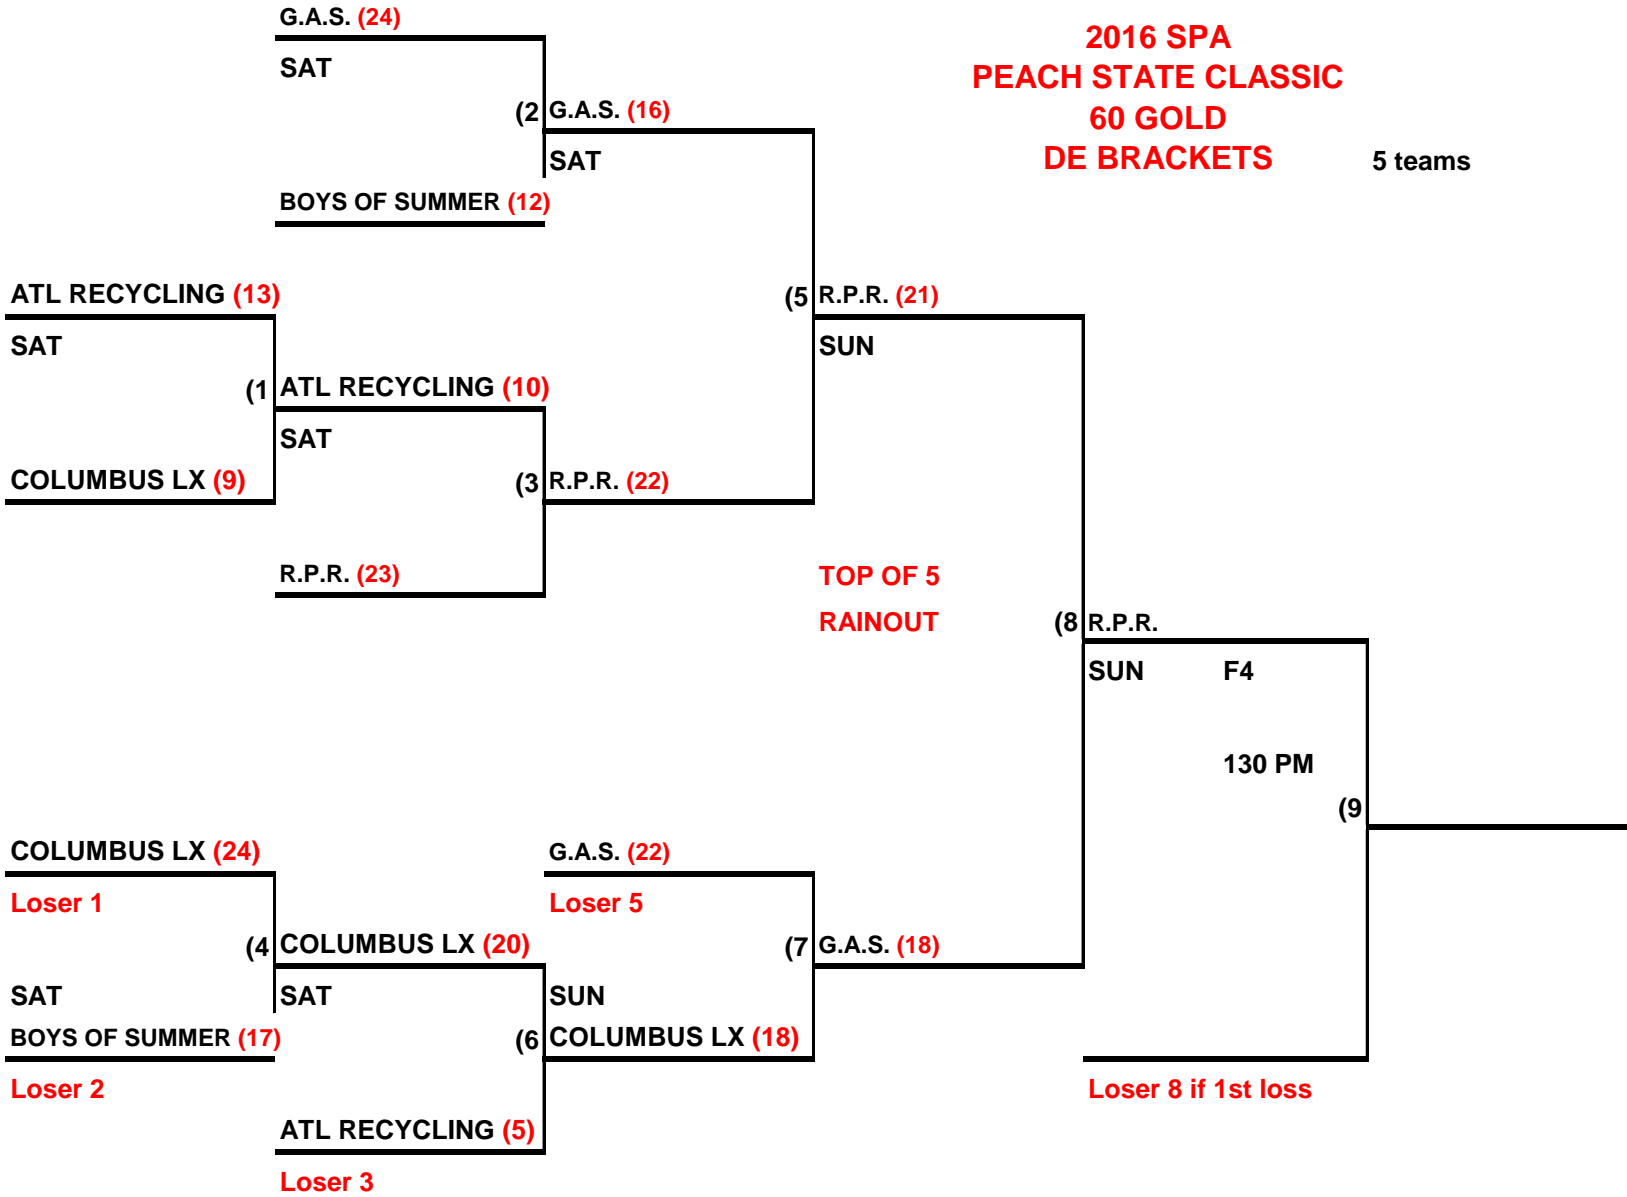 G.A.S. (24)
2016 SPA
PEACH STATE CLASSIC
60 GOLD
DE BRACKETS
5 teams
SAT
(2 G.A.S. (16)
SAT
BOYS OF SUMMER (12)
ATL RECYCLING (13)
(5 R.P.R. (21)
SAT
SUN
(1 ATL RECYCLING (10)
SAT
COLUMBUS LX (9)
(3 R.P.R. (22)
R.P.R. (23)
TOP OF 5
RAINOUT
(8 R.P.R.
SUN F4
130 PM
(9
COLUMBUS LX (24)
G.A.S. (22)
Loser 1
Loser 5
(4 COLUMBUS LX (20)
(7 G.A.S. (18)
SAT
SAT
SUN
BOYS OF SUMMER (17)
(6 COLUMBUS LX (18)
Loser 2
Loser 8 if 1st loss
ATL RECYCLING (5)
Loser 3